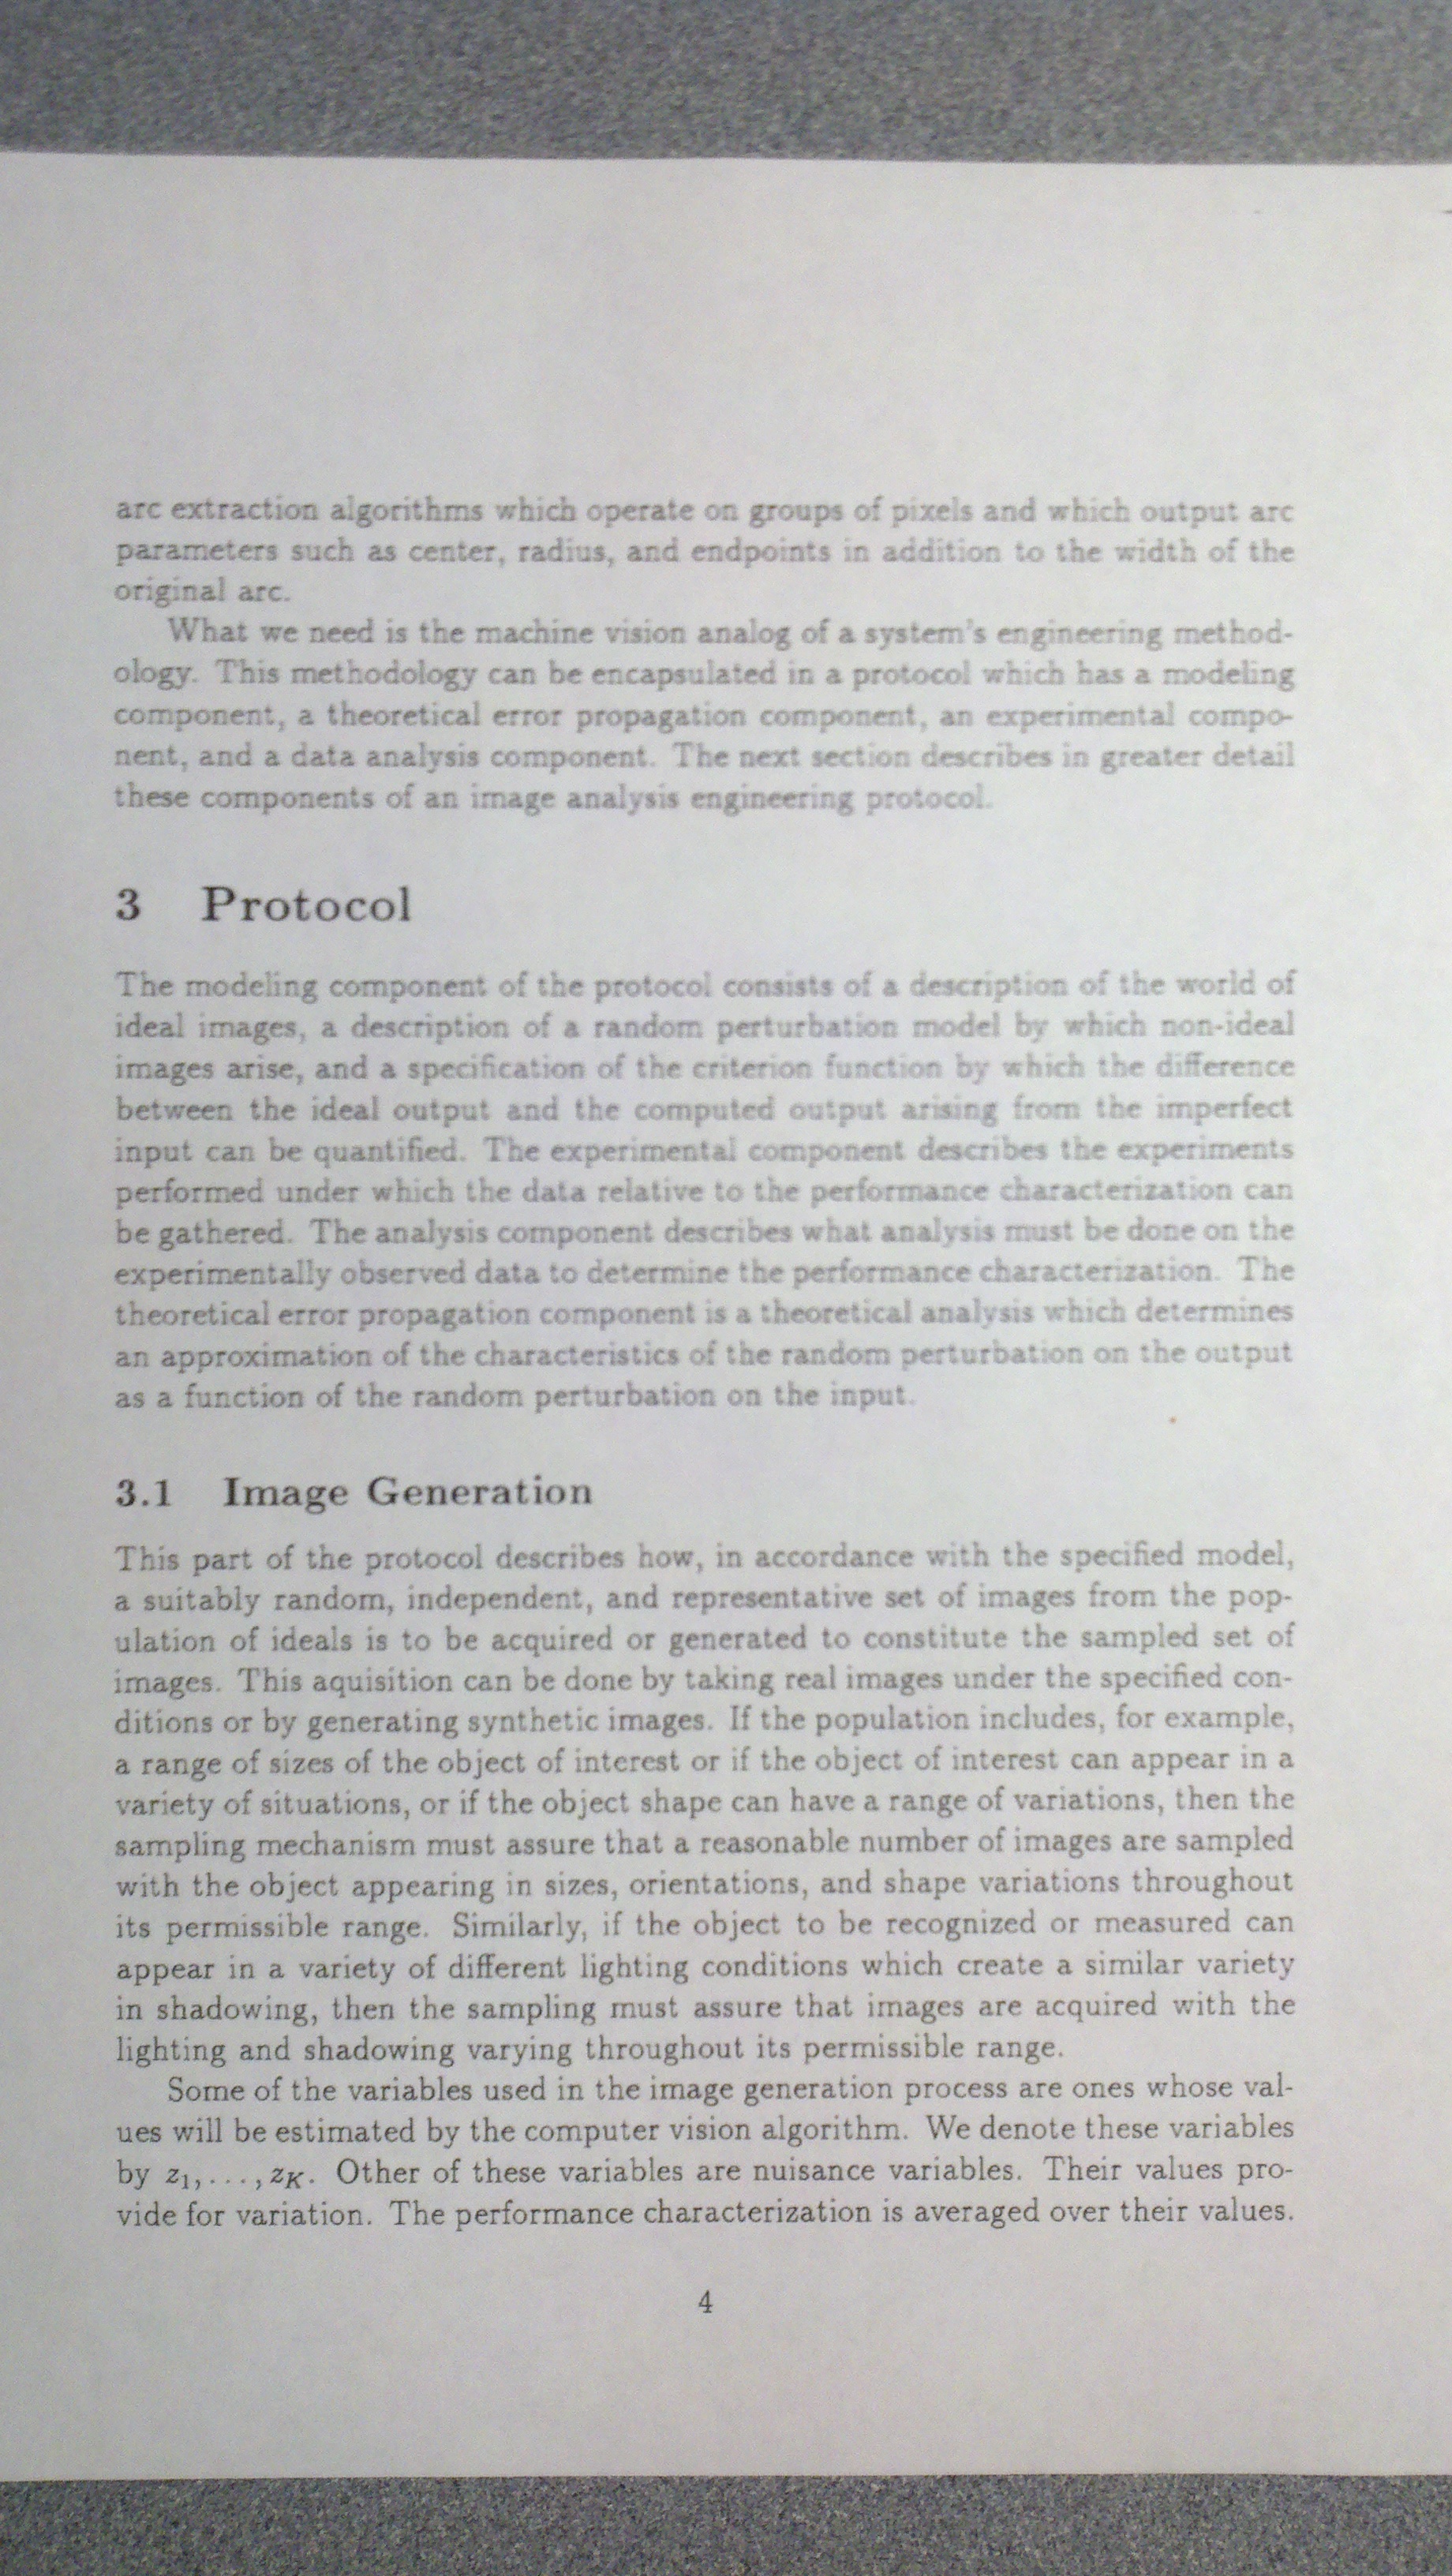 arc extraction algorithms which operate on groups of pixels and which output arc
parameters such as center, radius, and endpoints in addition to the width of the
original arc.
What we need is the machine vision analog of a system's engineering method-
ology. This methodology can be encapsulated in a protocol which has a modeling
component, a theoretical error propagation component, an experimental compo-
nent, and a data analysis component. The next section describes in greater detail
these components of an image analysis engineering protocol.
3 Protocol
The modeling component of the protocol consists of a description of the world of
ideal images, a description of a random perturbation model by which non-ideal
images arise, and a specification of the criterion function by which the difference
between the ideal output and the computed output arising from the imperfect
input can be quantified. The experimental component describes the experiments
performed under which the data relative to the performance characterization can
be gathered. The analysis component describes what analysis must be done on the
experimentally observed data to determine the performance characterization. The
theoretical error propagation component is a theoretical analysis which determines
an approximation of the characteristics of the random perturbation on the output
as a function of the random perturbation on the input.
3.1 Image Generation
This part of the protocol describes how, in accordance with the specified model,
a suitably random, independent, and representative set of images from the pop-
ulation of ideals is to be acquired or generated to constitute the sampled set of
images. This aquisition can be done by taking real images under the specified con-
ditions or by generating synthetic images. If the population includes, for example,
a range of sizes of the object of interest or if the object of interest can appear in a
variety of situations, or if the object shape can have a range of variations, then the
sampling mechanism must assure that a reasonable number of images are sampled
with the object appearing in sizes, orientations, and shape variations throughout
its permissible range. Similarly, if the object to be recognized or measured can
appear in a variety of different lighting conditions which create a similar variety
in shadowing, then the sampling must assure that images are acquired with the
lighting and shadowing varying throughout its permissible range.
Some of the variables used in the image generation process are ones whose val-
ues will be estimated by the computer vision algorithm. We denote these variables
by z₁, . . . , z_K. Other of these variables are nuisance variables. Their values pro-
vide for variation. The performance characterization is averaged over their values.
4